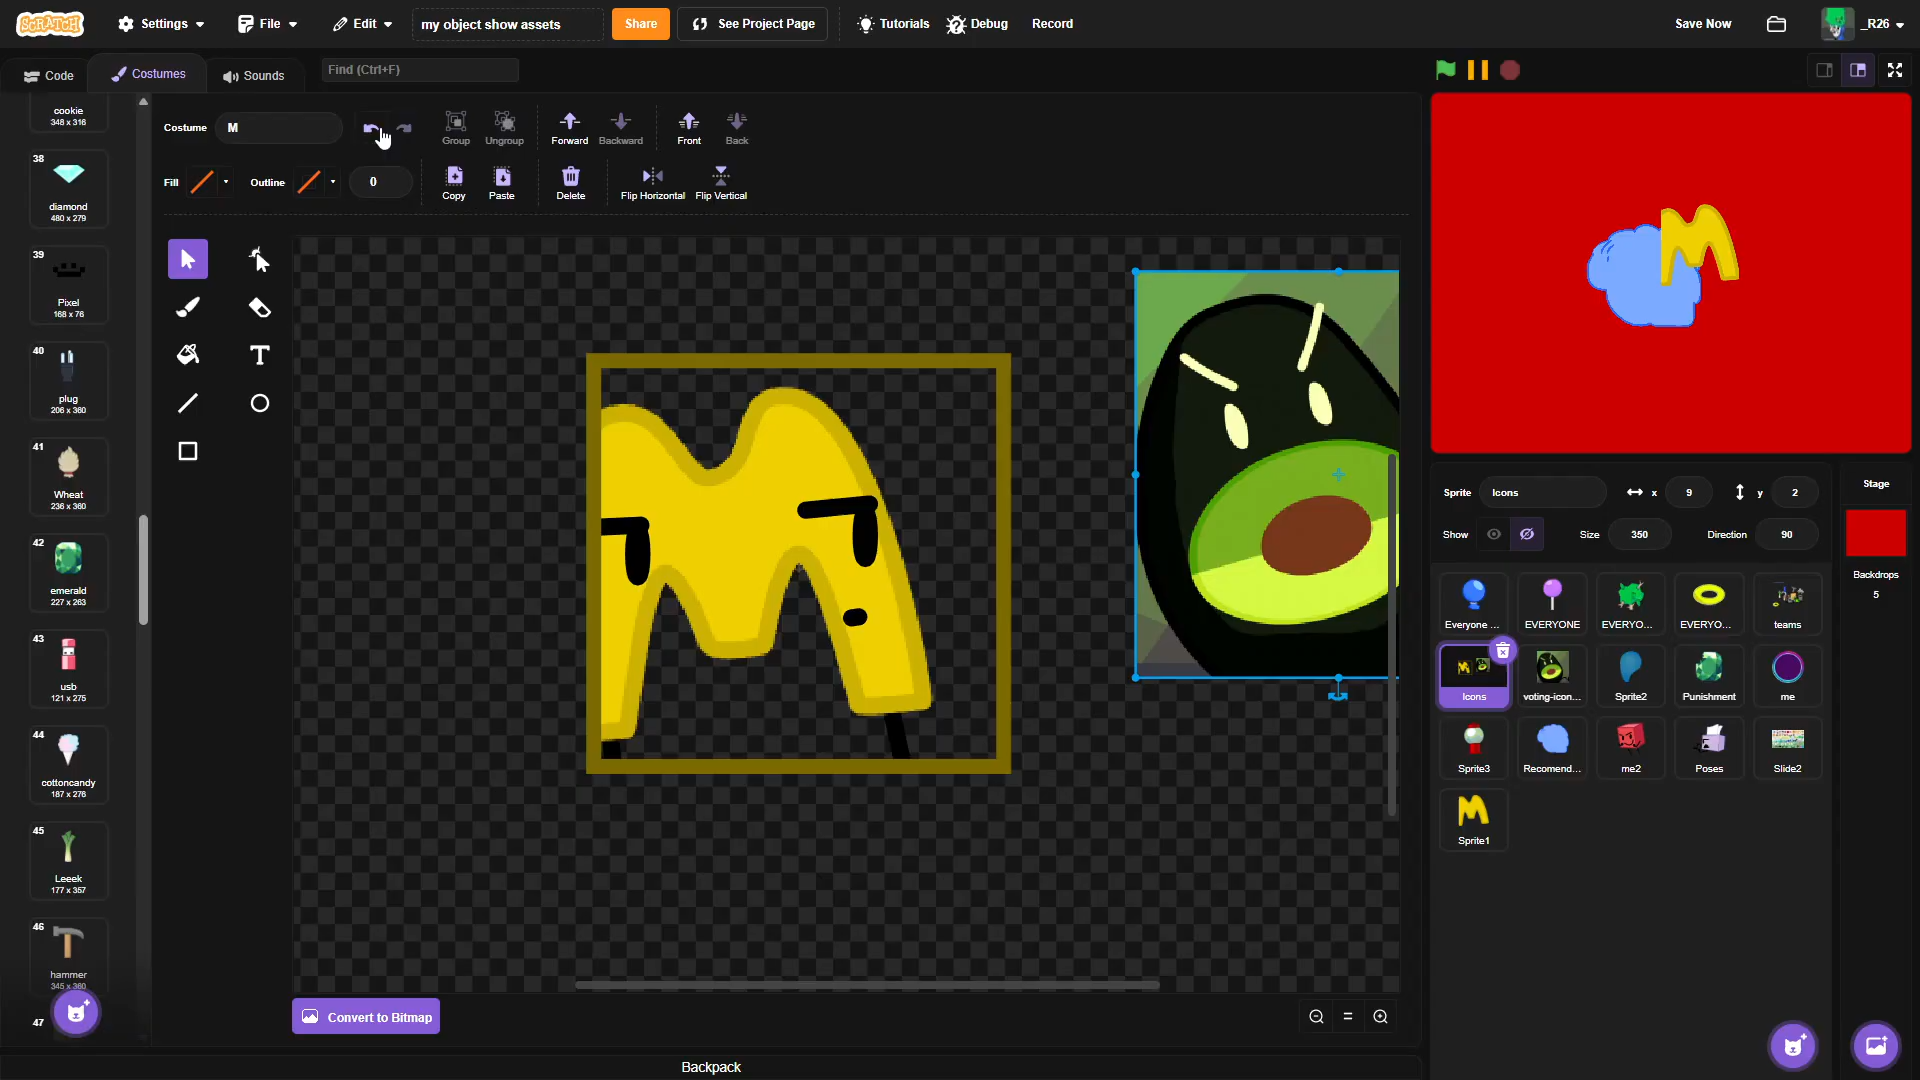 SCRATCH
Settings
File
Edit
my object show assets
Share
See Project Page
Tutorials
Debug
Record
Save Now
_R26
Code
Costumes
Sounds
Find (Ctrl+F)
Costume
M
Group
Ungroup
Forward
Backward
Front
Back
Fill
Outline
0
Copy
Paste
Delete
Flip Horizontal
Flip Vertical
cookie
348 x 316
38
diamond
480 x 279
39
Pixel
168 x 76
40
plug
206 x 360
41
Wheat
236 x 360
42
emerald
227 x 263
43
usb
121 x 275
44
cottoncandy
187 x 276
45
Leeek
177 x 357
46
hammer
345 x 360
47
Convert to Bitmap
Backpack
Sprite
Icons
x
9
y
2
Show
Size
350
Direction
90
Stage
Backdrops
5
Everyone ...
EVERYONE
EVERYO...
EVERYO...
teams
Icons
voting-icon...
Sprite2
Punishment
me
Sprite3
Recomend...
me2
Poses
Slide2
Sprite1